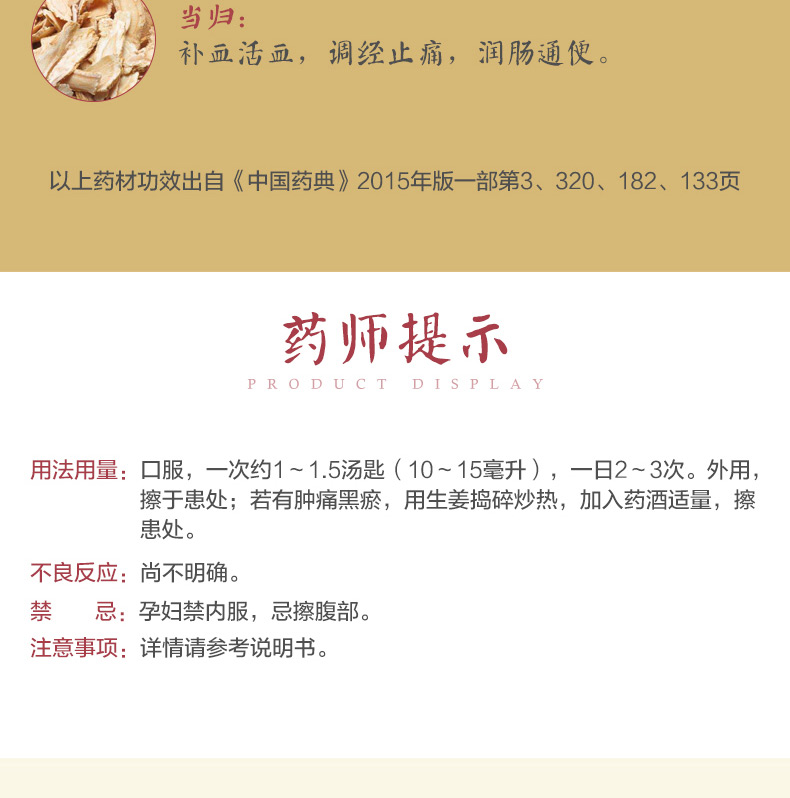 当归：
补血活血，调经止痛，润肠通便。
以上药材功效出自《中国药典》2015年版一部第3、320、182、133页
药师提示
PRODUCT DISPLAY
用法用量：口服，一次约1～1.5汤匙（10～15毫升），一日2～3次。外用，
擦于患处；若有肿痛黑瘀，用生姜捣碎炒热，加入药酒适量，擦
患处。
不良反应：尚不明确。
禁 忌：孕妇禁内服，忌擦腹部。
注意事项：详情请参考说明书。